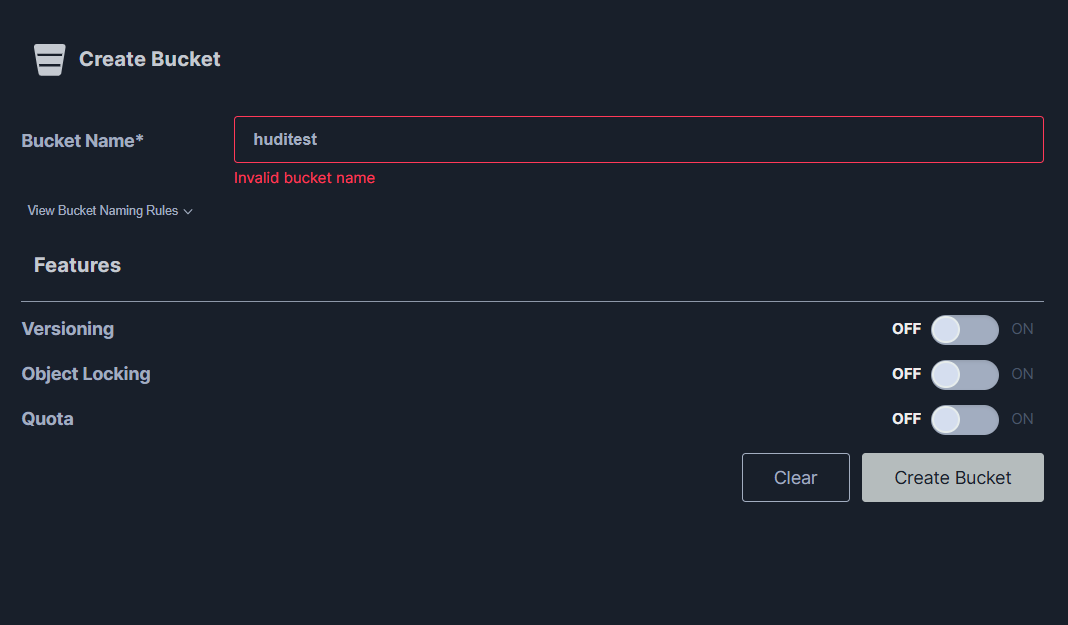 Create Bucket
Bucket Name*
huditest
Invalid bucket name
View Bucket Naming Rules
Features
Versioning OFF ON
Object Locking OFF ON
Quota OFF ON
Clear Create Bucket